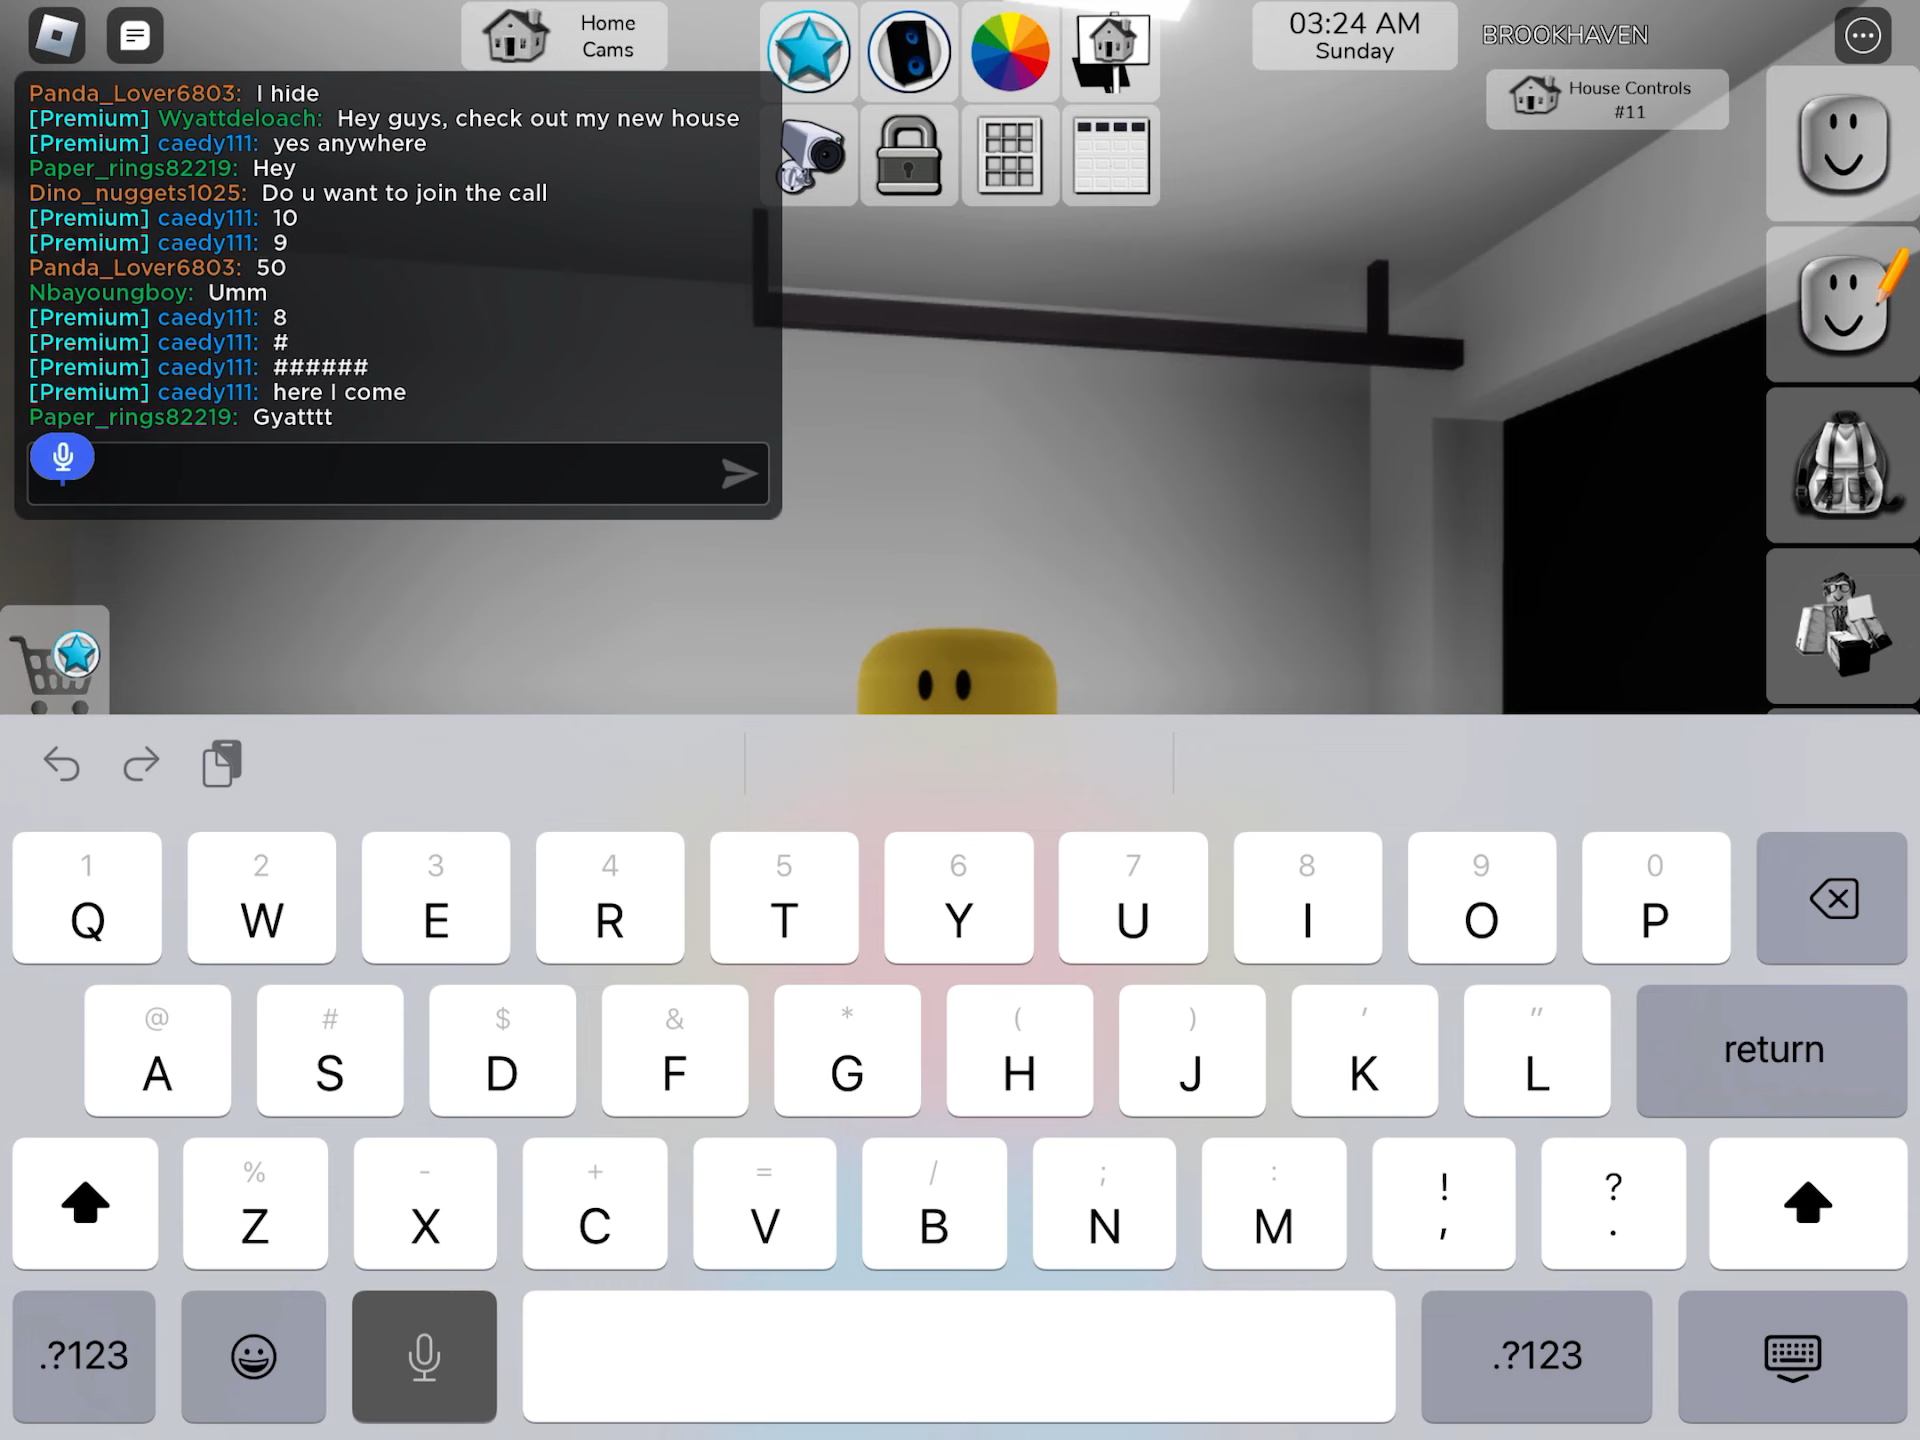 Home
Cams
03:24 AM
Sunday
BROOKHAVEN
House Controls
#11
Panda_Lover6803: I hide
[Premium] Wyattdeloach: Hey guys, check out my new house
[Premium] caedy111: yes anywhere
Paper_rings82219: Hey
Dino_nuggets1025: Do u want to join the call
[Premium] caedy111: 10
[Premium] caedy111: 9
Panda_Lover6803: 50
Nbayoungboy: Umm
[Premium] caedy111: 8
[Premium] caedy111: #
[Premium] caedy111: ######
[Premium] caedy111: here I come
Paper_rings82219: Gyatttt
1 2 3 4 5 6 7 8 9 0
Q W E R T Y U I O P
@ # $ & * ( ) ' "
A S D F G H J K L return
% - + = / ; : ! ?
Z X C V B N M , .
.?123 .?123